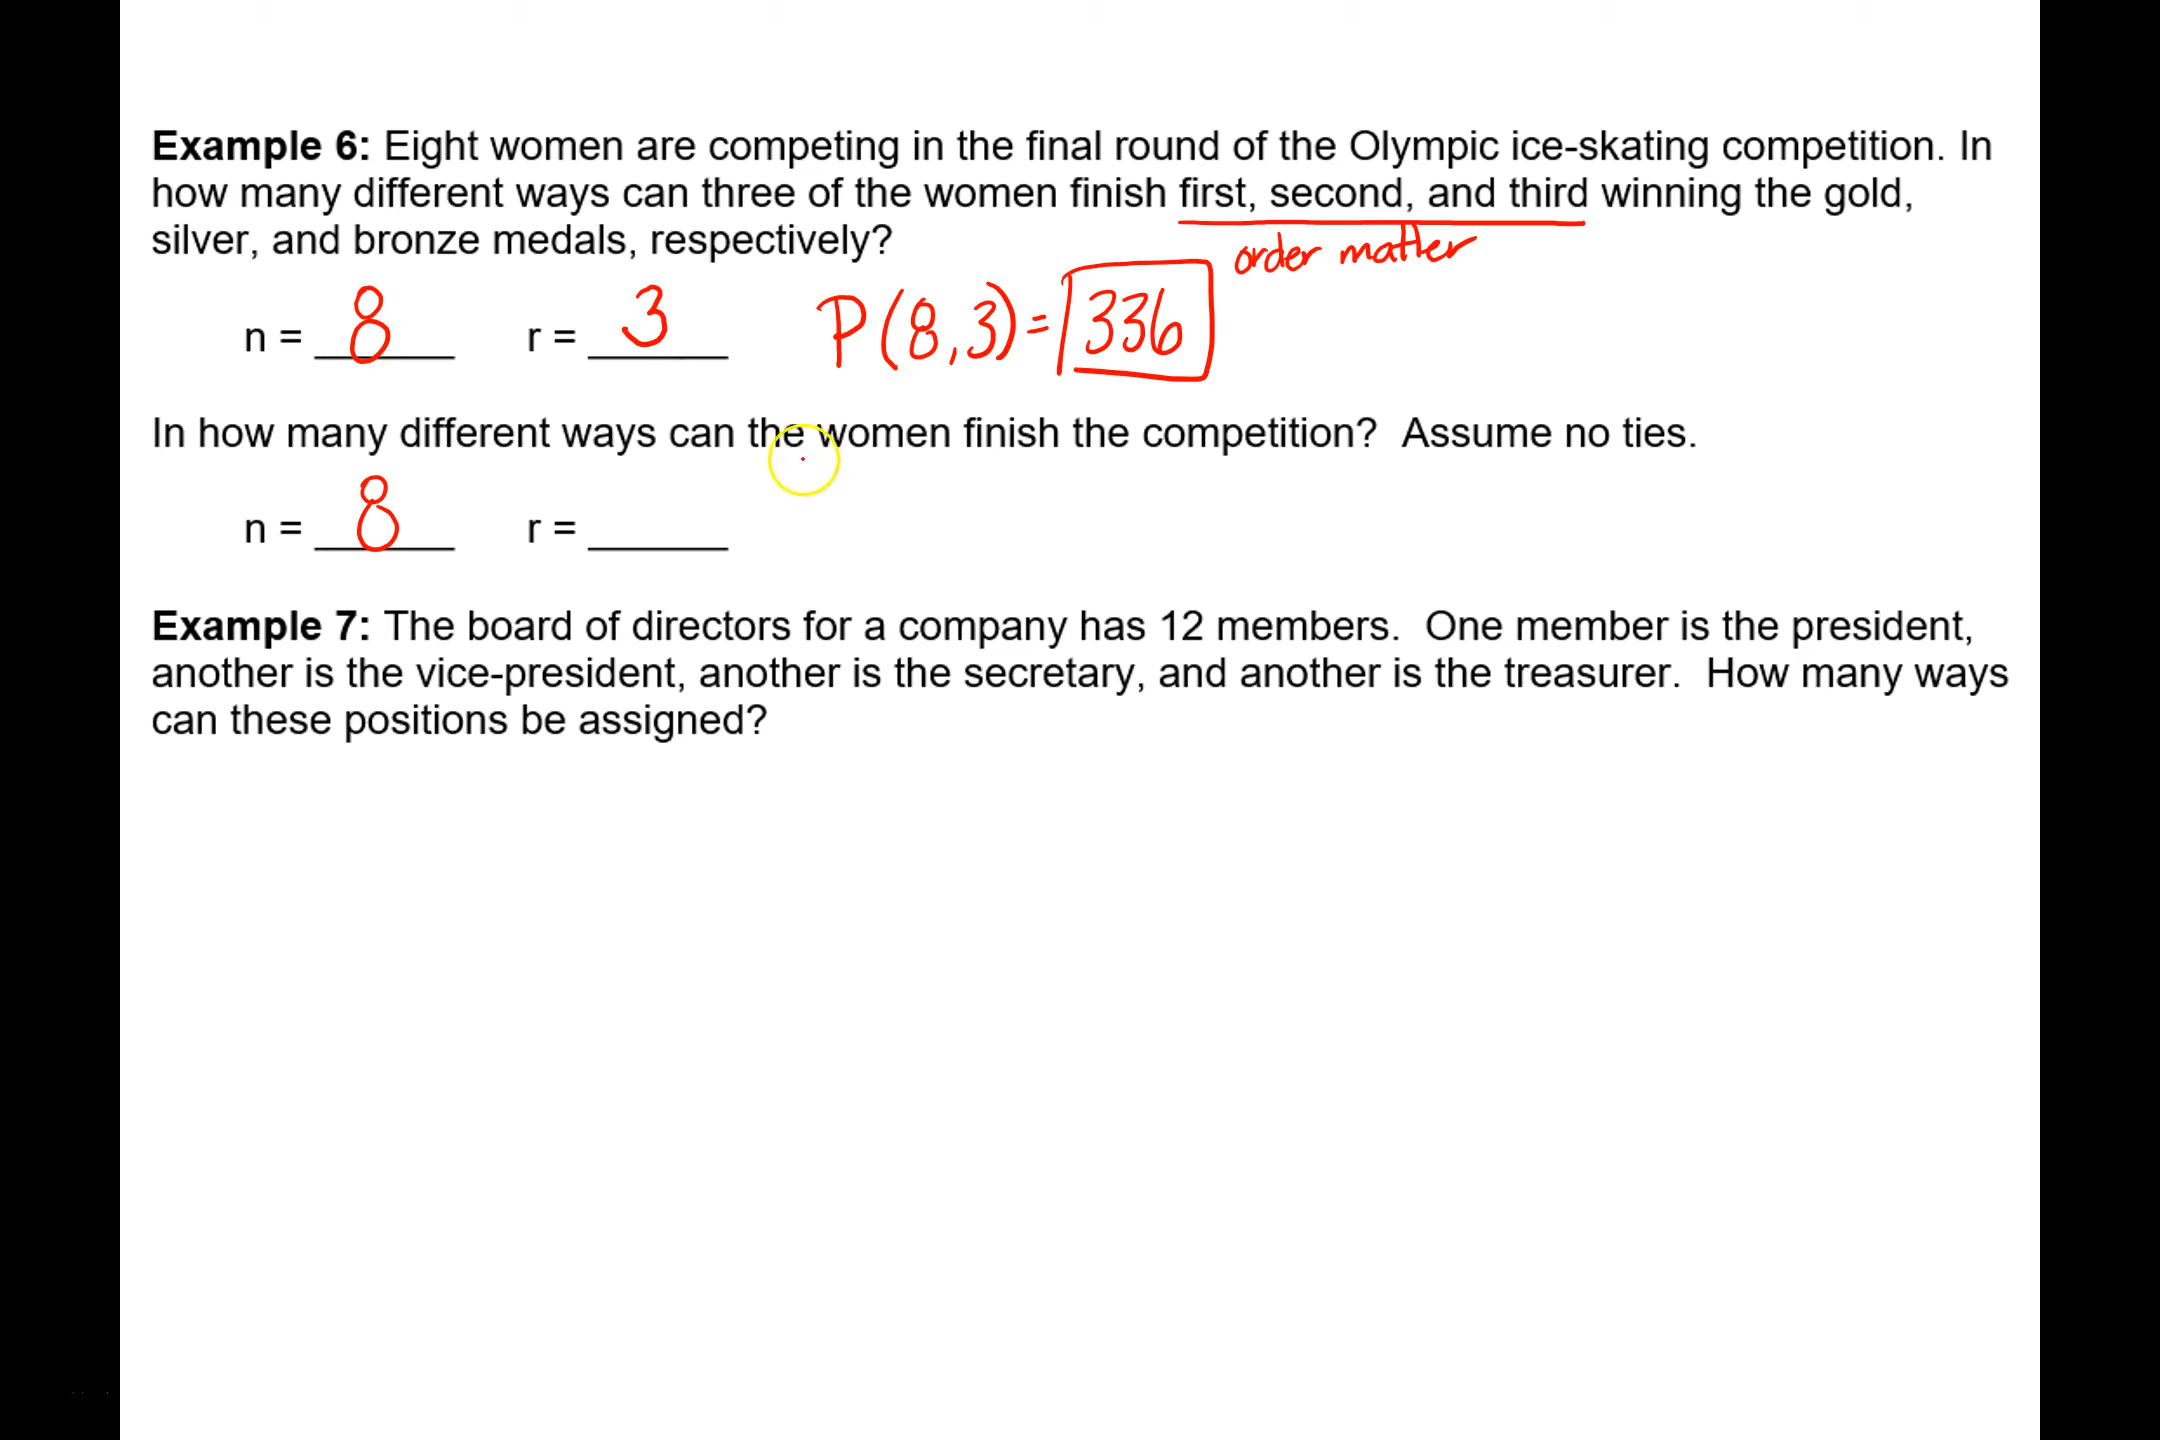 Example 6: Eight women are competing in the final round of the Olympic ice-skating competition. In
how many different ways can three of the women finish first, second, and third winning the gold,
silver, and bronze medals, respectively?
order matter
n = 8 r = 3 P(8,3)= 336
In how many different ways can the women finish the competition? Assume no ties.
n = 8 r = ______
Example 7: The board of directors for a company has 12 members. One member is the president,
another is the vice-president, another is the secretary, and another is the treasurer. How many ways
can these positions be assigned?